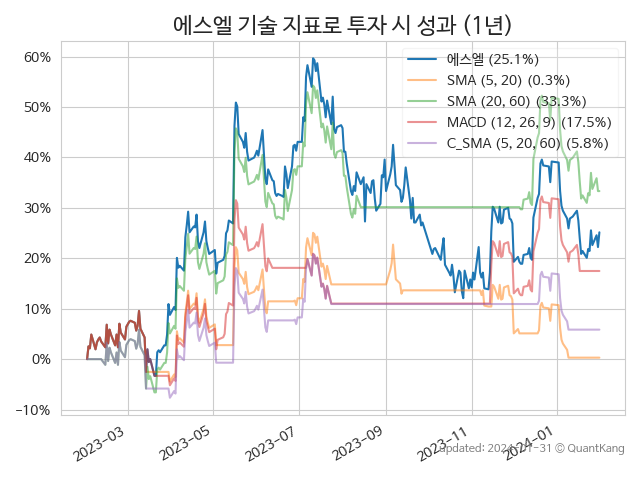 에스엘 기술 지표로 투자 시 성과 (1년)
에스엘 (25.1%)
SMA (5, 20) (0.3%)
SMA (20, 60) (33.3%)
MACD (12, 26, 9) (17.5%)
C_SMA (5, 20, 60) (5.8%)
60%
50%
40%
30%
20%
10%
0%
−10%
2023-03
2023-05
2023-07
2023-09
2023-11
2024-01
updated: 2024-01-31 © QuantKang